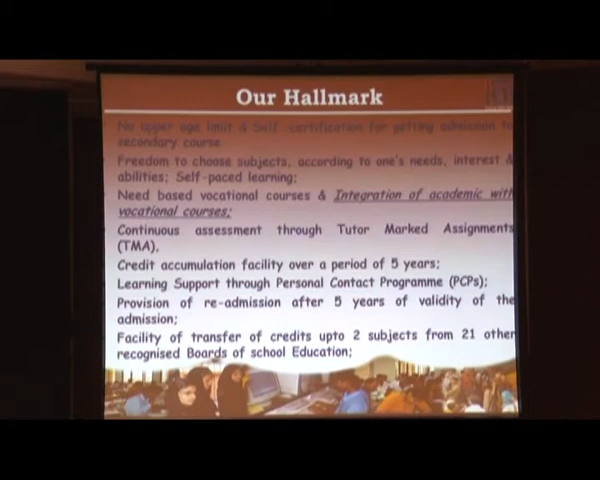 Our Hallmark
No upper age limit & Self-certification for getting admission to
secondary course
Freedom to choose subjects, according to one's needs, interest &
abilities; Self-paced learning;
Need based vocational courses & Integration of academic with
vocational courses;
Continuous assessment through Tutor Marked Assignments
(TMA),
Credit accumulation facility over a period of 5 years;
Learning Support through Personal Contact Programme (PCPs);
Provision of re-admission after 5 years of validity of the
admission;
Facility of transfer of credits upto 2 subjects from 21 other
recognised Boards of school Education;